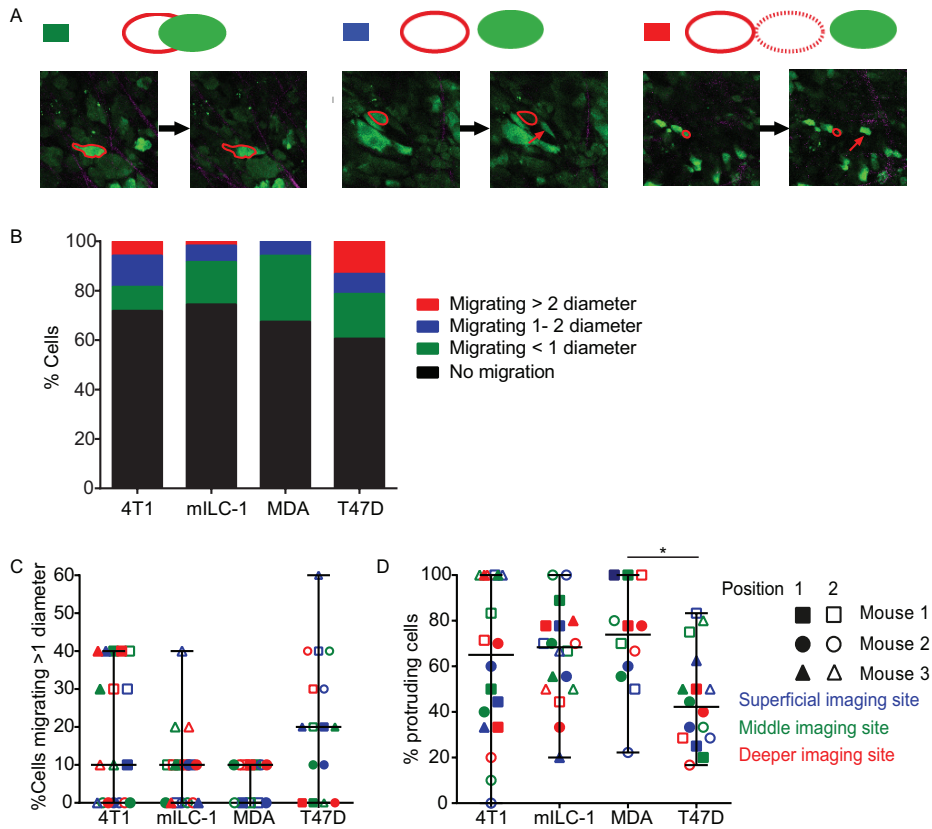 A
B
% Cells
100
80
60
40
20
0
4T1 mILC-1 MDA T47D
Migrating > 2 diameter
Migrating 1- 2 diameter
Migrating < 1 diameter
No migration
C
%Cells migrating >1 diameter
60
50
40
30
20
10
0
4T1 mILC-1 MDA T47D
D
% protruding cells
100
80
60
40
20
0
*
4T1 mILC-1 MDA T47D
Position 1 2
Mouse 1
Mouse 2
Mouse 3
Superficial imaging site
Middle imaging site
Deeper imaging site